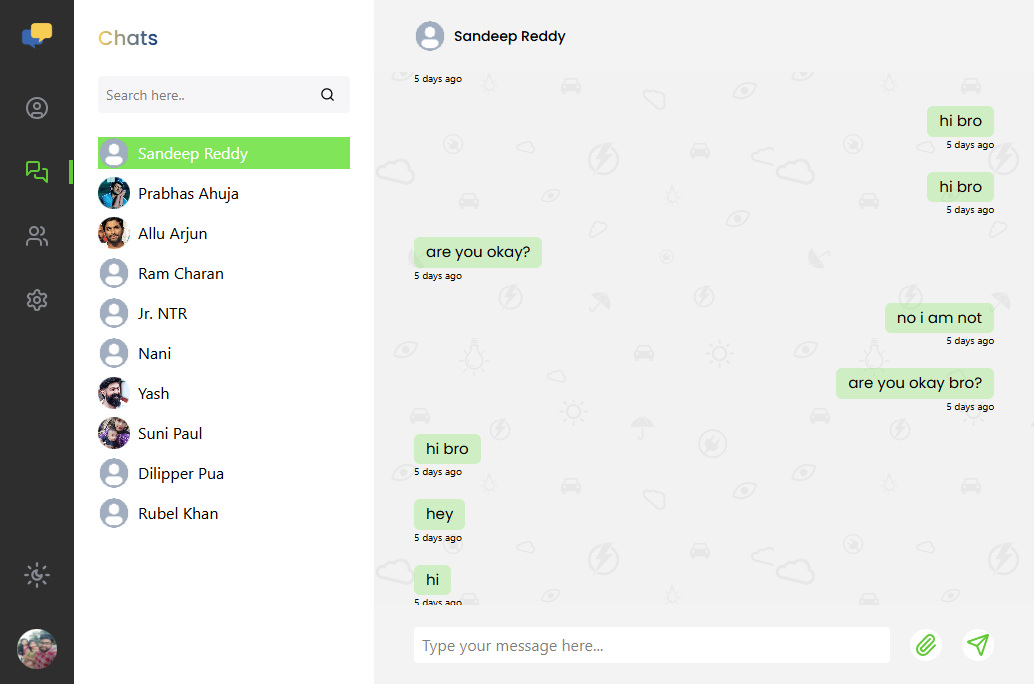 Chats
Search here..
Sandeep Reddy
Prabhas Ahuja
Allu Arjun
Ram Charan
Jr. NTR
Nani
Yash
Suni Paul
Dilipper Pua
Rubel Khan
Sandeep Reddy
5 days ago
hi bro
5 days ago
hi bro
5 days ago
are you okay?
5 days ago
no i am not
5 days ago
are you okay bro?
5 days ago
hi bro
5 days ago
hey
5 days ago
hi
5 days ago
Type your message here...